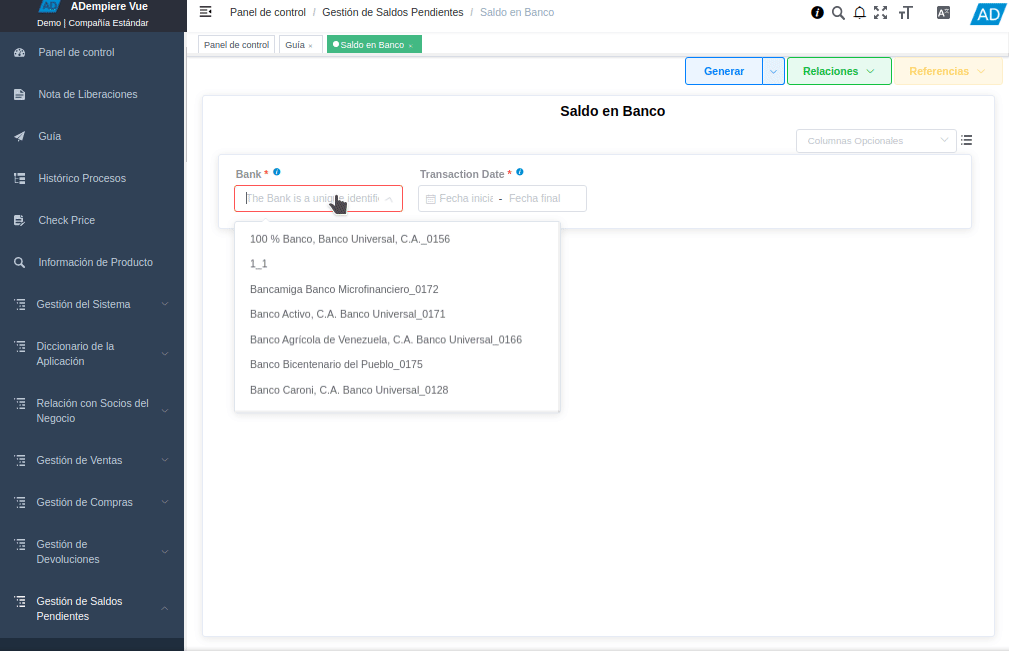 AD ADempiere Vue
Demo | Compañía Estándar
Panel de control
Nota de Liberaciones
Guía
Histórico Procesos
Check Price
Información de Producto
Gestión del Sistema
Diccionario de la
Aplicación
Relación con Socios del
Negocio
Gestión de Ventas
Gestión de Compras
Gestión de
Devoluciones
Gestión de Saldos
Pendientes
Panel de control / Gestión de Saldos Pendientes / Saldo en Banco
AD
Panel de control
Guía ×
Saldo en Banco ×
Generar
Relaciones
Referencias
Saldo en Banco
Columnas Opcionales
Bank *
Transaction Date *
The Bank is a unique Identifi
Fecha inicia - Fecha final
100 % Banco, Banco Universal, C.A._0156
1_1
Bancamiga Banco Microfinanciero_0172
Banco Activo, C.A. Banco Universal_0171
Banco Agrícola de Venezuela, C.A. Banco Universal_0166
Banco Bicentenario del Pueblo_0175
Banco Caroní, C.A. Banco Universal_0128